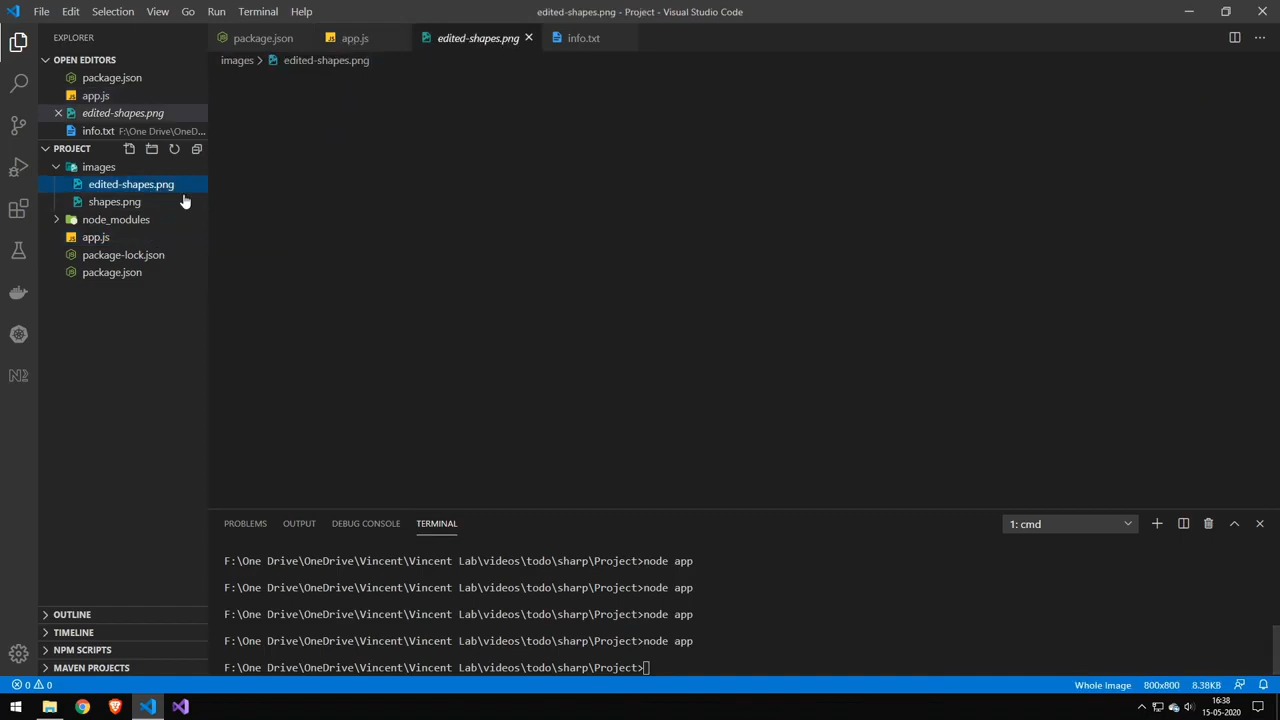 File Edit Selection View Go Run Terminal Help
edited-shapes.png - Project - Visual Studio Code
EXPLORER
package.json
app.js
edited-shapes.png
info.txt
OPEN EDITORS
package.json
app.js
edited-shapes.png
info.txt F:\One Drive\OneD...
images > edited-shapes.png
PROJECT
images
edited-shapes.png
shapes.png
node_modules
app.js
package-lock.json
package.json
OUTLINE
TIMELINE
NPM SCRIPTS
MAVEN PROJECTS
PROBLEMS OUTPUT DEBUG CONSOLE TERMINAL
1: cmd
F:\One Drive\OneDrive\Vincent\Vincent Lab\videos\todo\sharp\Project>node app
F:\One Drive\OneDrive\Vincent\Vincent Lab\videos\todo\sharp\Project>node app
F:\One Drive\OneDrive\Vincent\Vincent Lab\videos\todo\sharp\Project>node app
F:\One Drive\OneDrive\Vincent\Vincent Lab\videos\todo\sharp\Project>node app
F:\One Drive\OneDrive\Vincent\Vincent Lab\videos\todo\sharp\Project>
0 0
Whole Image 800x800 8.38KB
16:38
15-05-2020